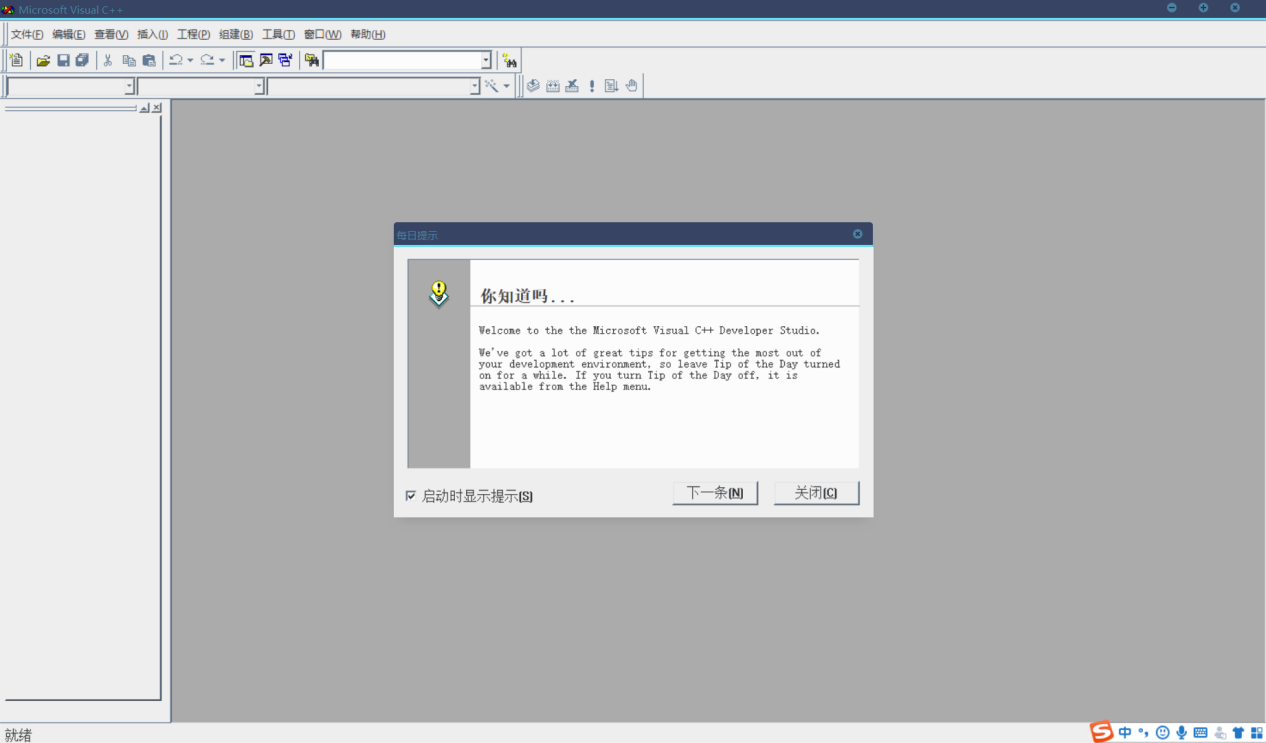 Microsoft Visual C++
文件(F) 编辑(E) 查看(V) 插入(I) 工程(P) 组建(B) 工具(T) 窗口(W) 帮助(H)
每日提示
你知道吗...
Welcome to the the Microsoft Visual C++ Developer Studio.
We've got a lot of great tips for getting the most out of
your development environment, so leave Tip of the Day turned
on for a while. If you turn Tip of the Day off, it is
available from the Help menu.
启动时显示提示(S)
下一条(N)
关闭(C)
就绪
中